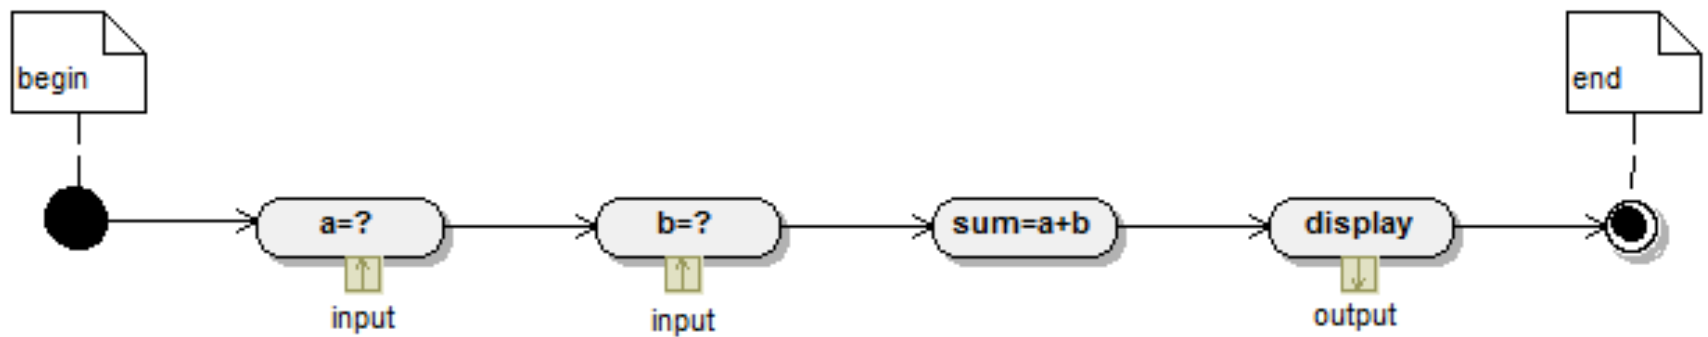 begin
end
a=?
b=?
sum=a+b
display
input
input
output